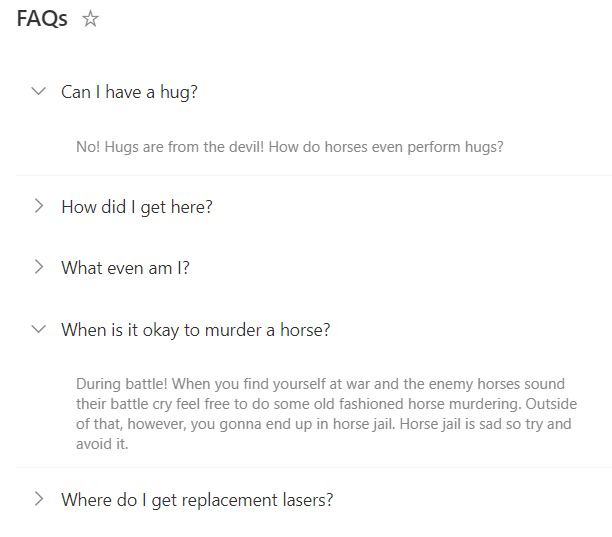 FAQs
Can I have a hug?
No! Hugs are from the devil! How do horses even perform hugs?
How did I get here?
What even am I?
When is it okay to murder a horse?
During battle! When you find yourself at war and the enemy horses sound
their battle cry feel free to do some old fashioned horse murdering. Outside
of that, however, you gonna end up in horse jail. Horse jail is sad so try and
avoid it.
Where do I get replacement lasers?